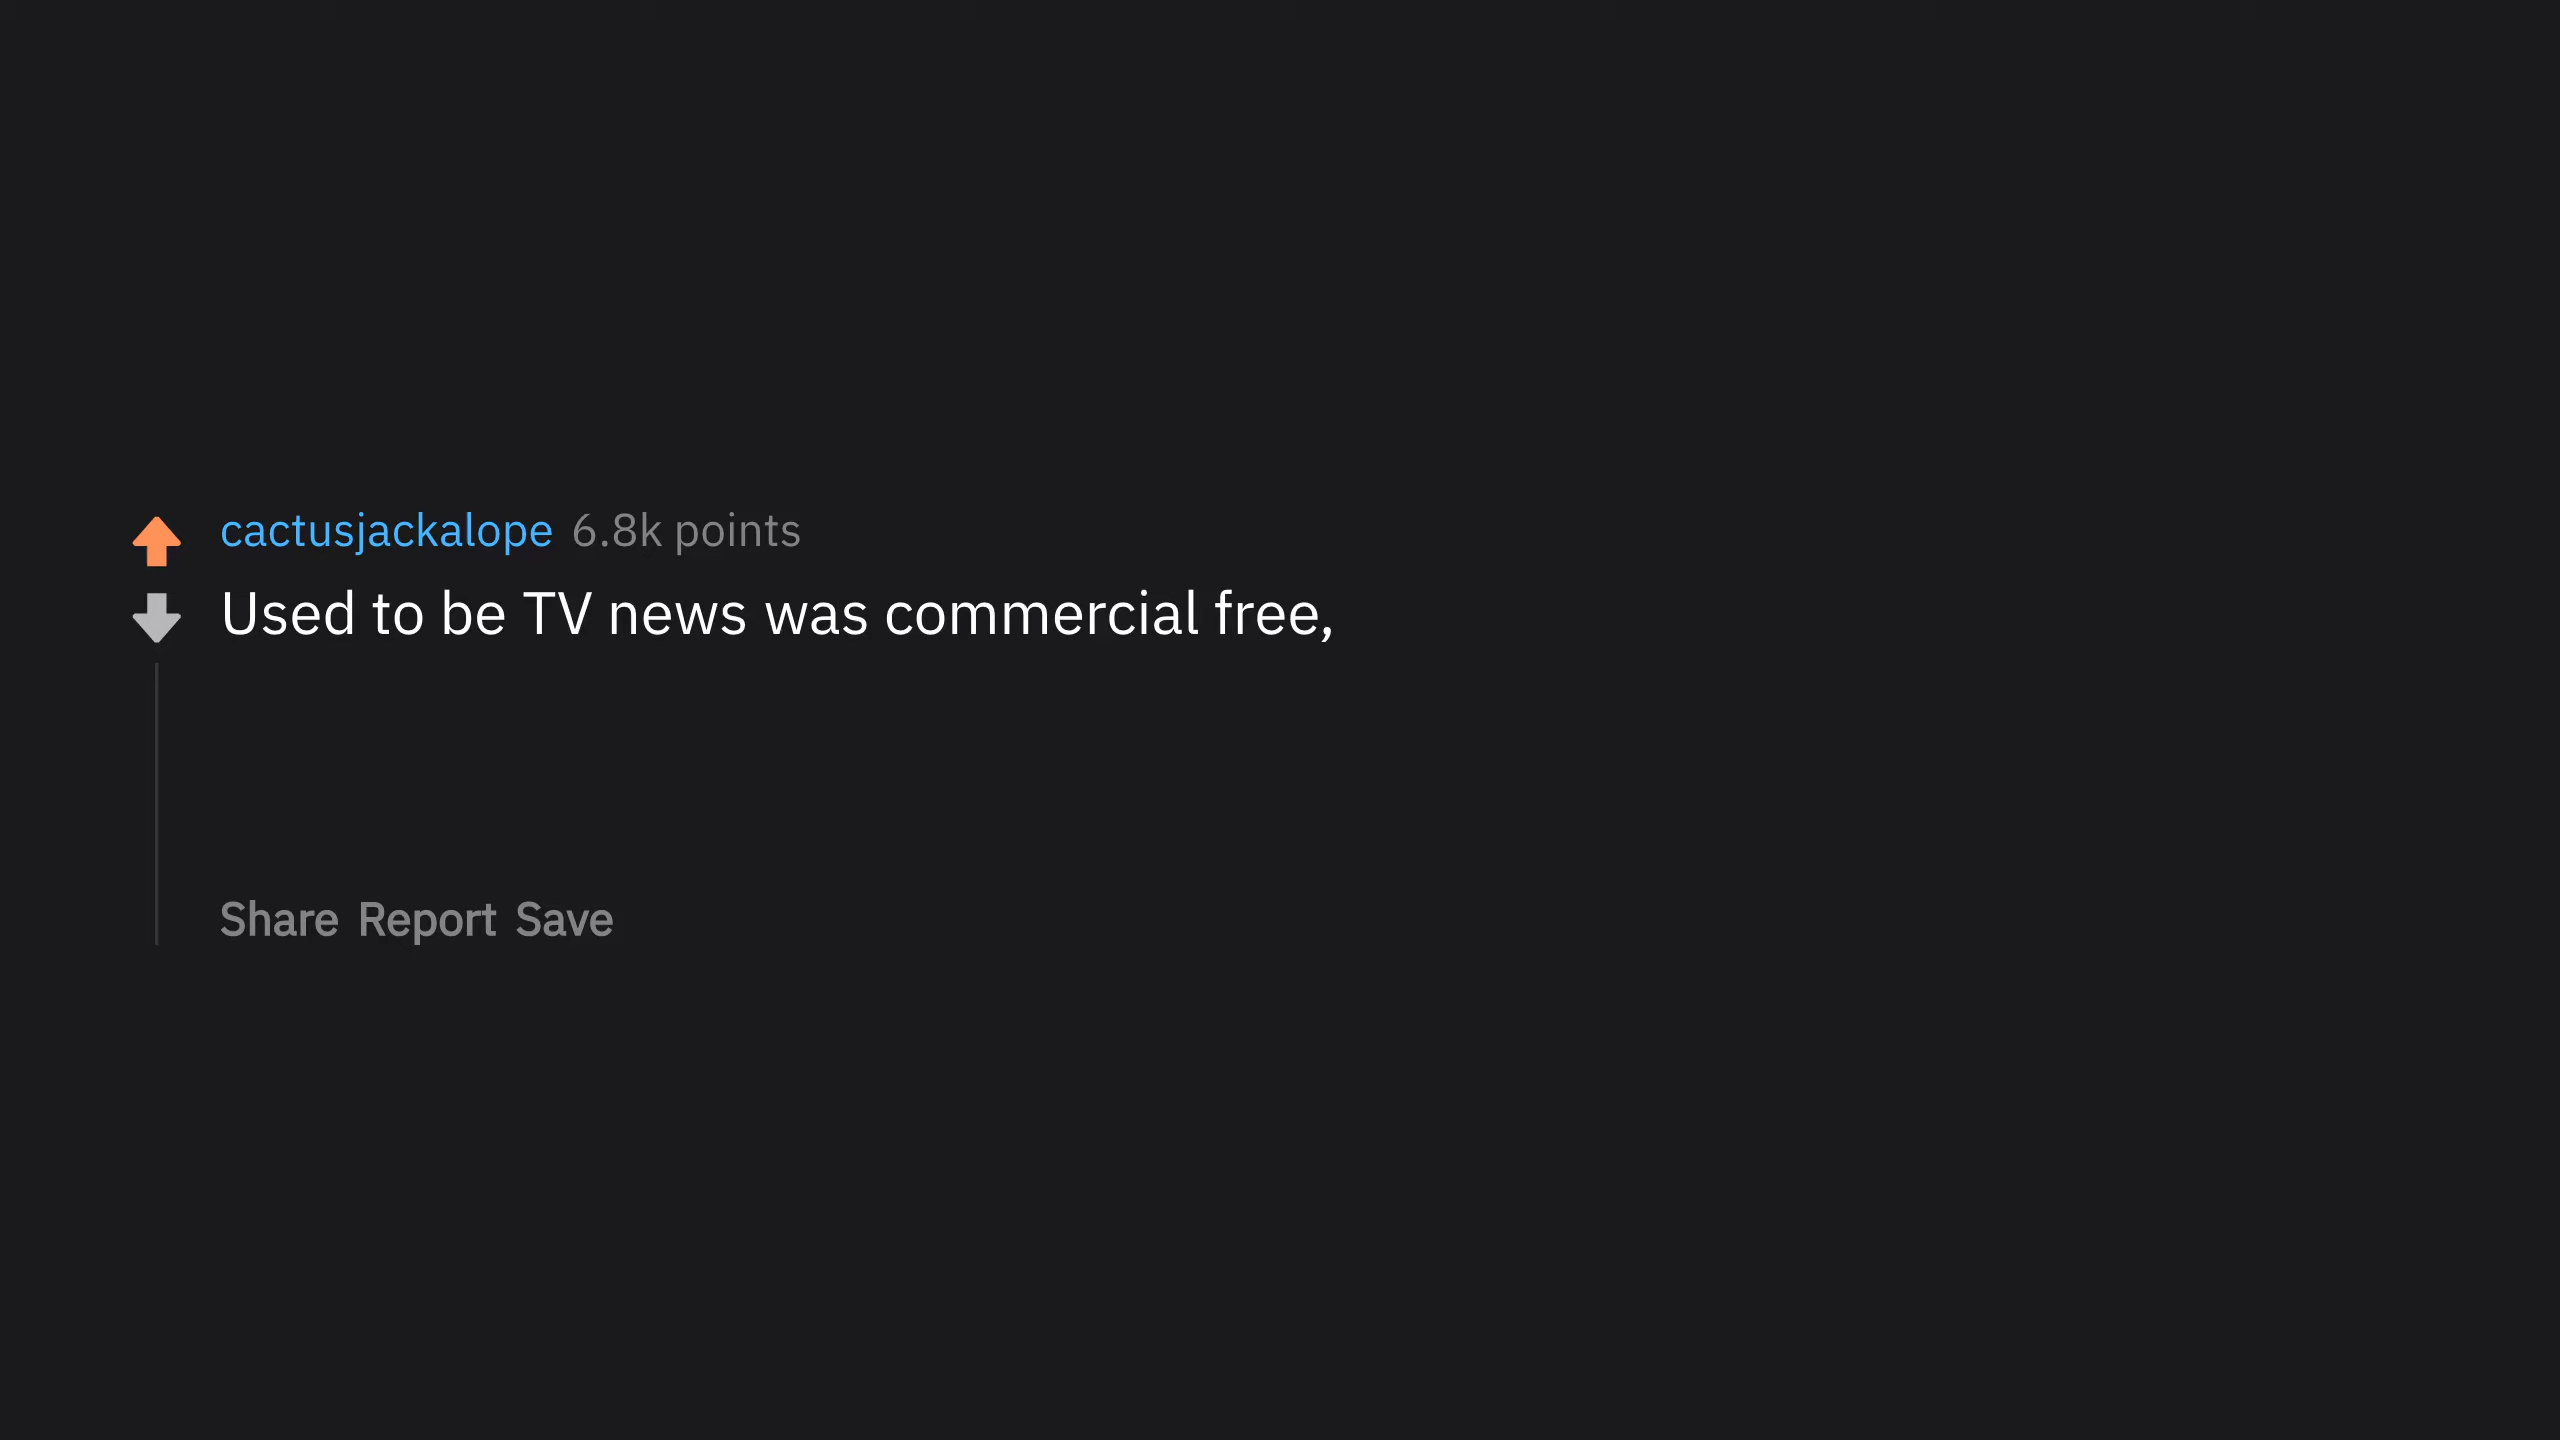 cactusjackalope 6.8k points
Used to be TV news was commercial free,
Share Report Save